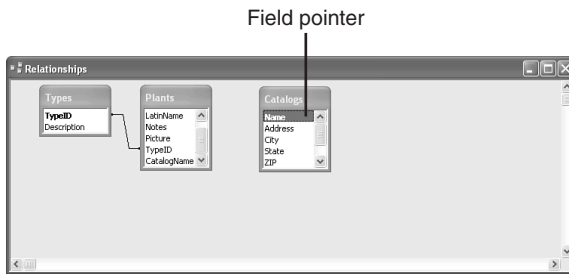 Field pointer
Relationships
Types
TypeID
Description
Plants
LatinName
Notes
Picture
TypeID
CatalogName
Catalogs
Name
Address
City
State
ZIP